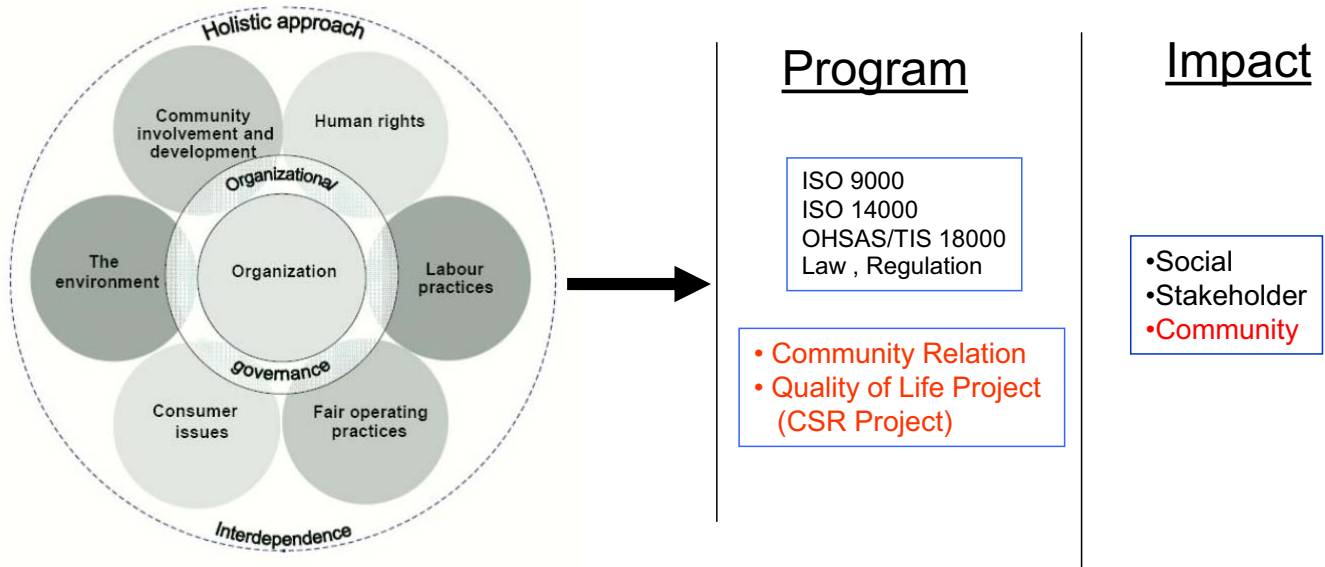 Holistic approach
Community
involvement and
development
Human rights
Organizational
The
environment
Organization
Labour
practices
governance
Consumer
issues
Fair operating
practices
Interdependence
Program
ISO 9000
ISO 14000
OHSAS/TIS 18000
Law , Regulation
• Community Relation
• Quality of Life Project
(CSR Project)
Impact
•Social
•Stakeholder
•Community